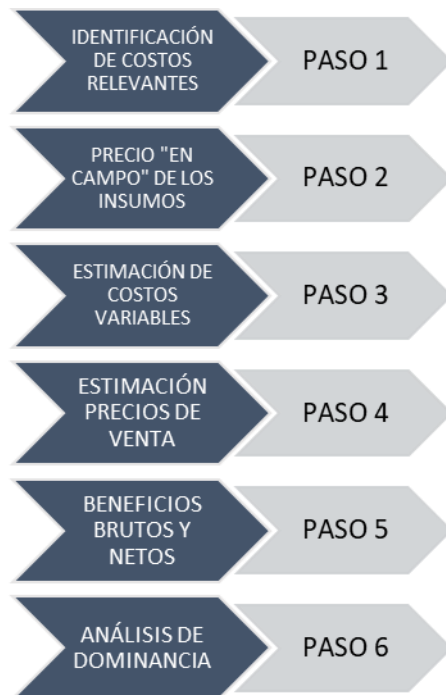 IDENTIFICACIÓN
DE COSTOS
RELEVANTES
PASO 1
PRECIO "EN
CAMPO" DE LOS
INSUMOS
PASO 2
ESTIMACIÓN DE
COSTOS
VARIABLES
PASO 3
ESTIMACIÓN
PRECIOS DE
VENTA
PASO 4
BENEFICIOS
BRUTOS Y
NETOS
PASO 5
ANÁLISIS DE
DOMINANCIA
PASO 6